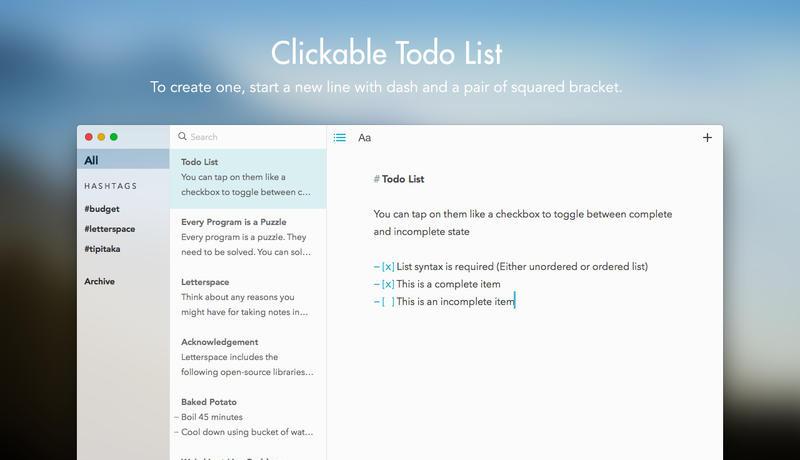 Clickable Todo List
To create one, start a new line with dash and a pair of squared bracket.
All
HASHTAGS
#budget
#letterspace
#tipitaka
Archive
Search
Todo List
You can tap on them like a
checkbox to toggle between c...
Every Program is a Puzzle
Every program is a puzzle. They
need to be solved. You can sol...
Letterspace
Think about any reasons you
might have for taking notes in...
Acknowledgement
Letterspace includes the
following open-source libraries...
Baked Potato
– Boil 45 minutes
– Cool down using bucket of wat...
Aa
+
# Todo List
You can tap on them like a checkbox to toggle between complete
and incomplete state
– [x] List syntax is required (Either unordered or ordered list)
– [x] This is a complete item
– [ ] This is an incomplete item